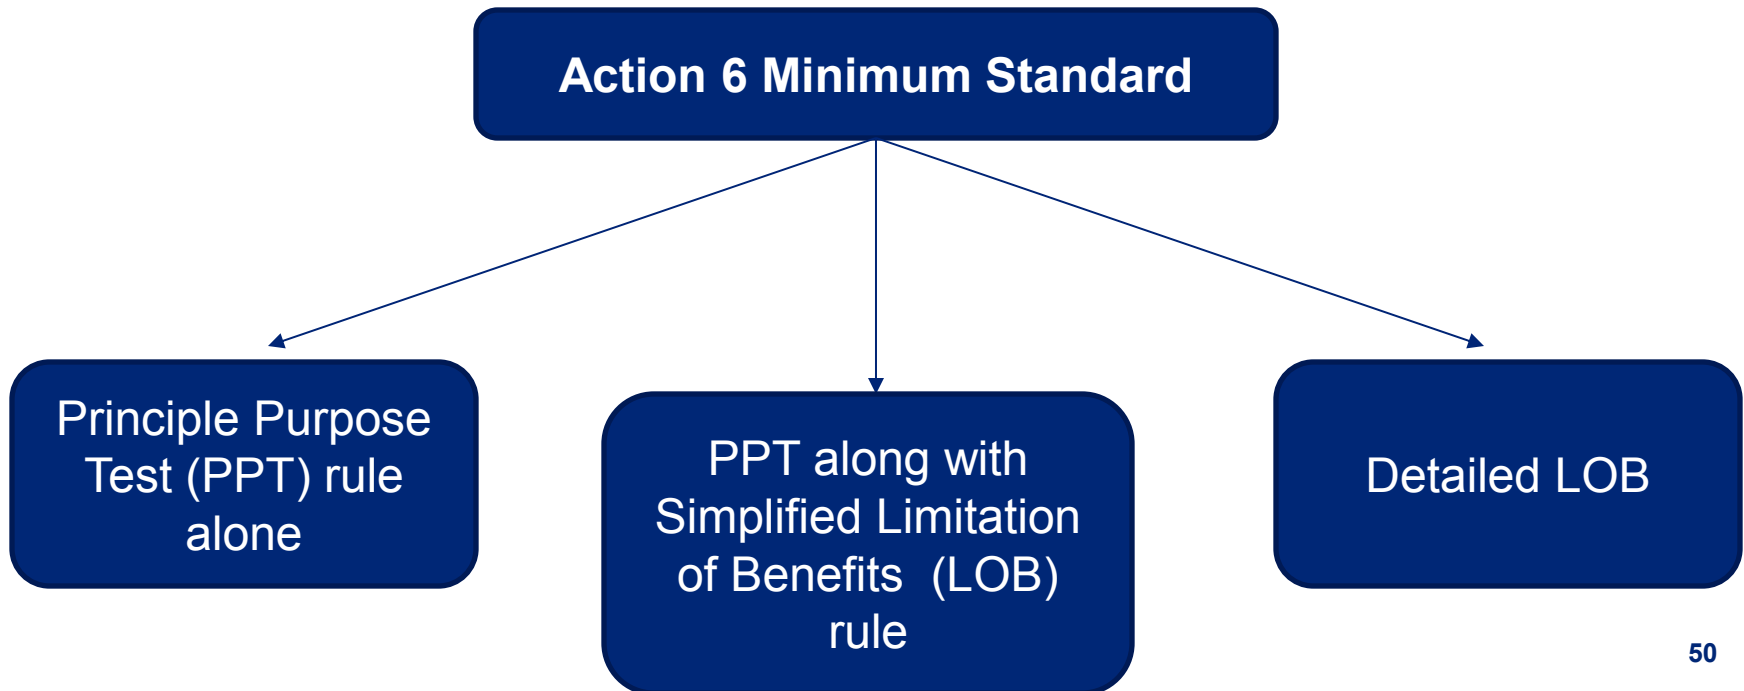 Action 6 Minimum Standard
Principle Purpose
Test (PPT) rule
alone
PPT along with
Simplified Limitation
of Benefits (LOB)
rule
Detailed LOB
50